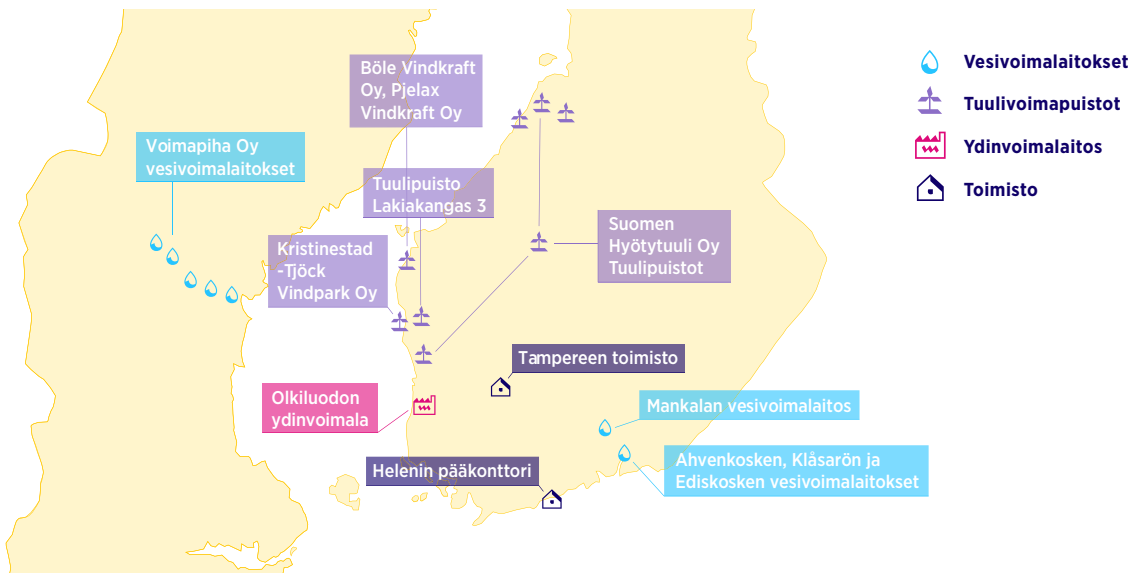 Böle Vindkraft
Oy, Pjelax
Vindkraft Oy
Voimapiha Oy
vesivoimalaitokset
Tuulipuisto
Lakiakangas 3
Kristinestad
-Tjöck
Vindpark Oy
Suomen
Hyötytuuli Oy
Tuulipuistot
Tampereen toimisto
Olkiluodon
ydinvoimala
Mankalan vesivoimalaitos
Helenin pääkonttori
Ahvenkosken, Klåsarön ja
Ediskosken vesivoimalaitokset
Vesivoimalaitokset
Tuulivoimapuistot
Ydinvoimalaitos
Toimisto